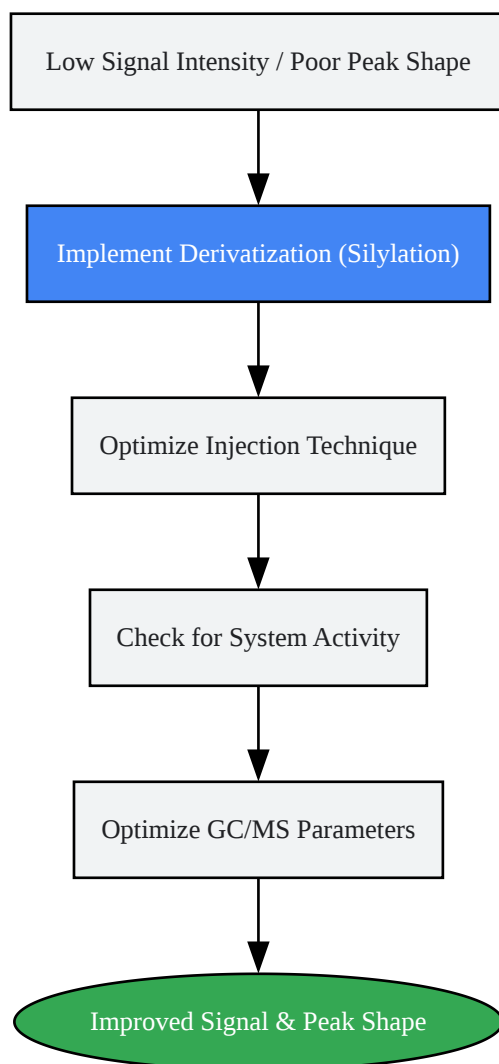 Low Signal Intensity / Poor Peak Shape
Implement Derivatization (Silylation)
Optimize Injection Technique
Check for System Activity
Optimize GC/MS Parameters
Improved Signal & Peak Shape